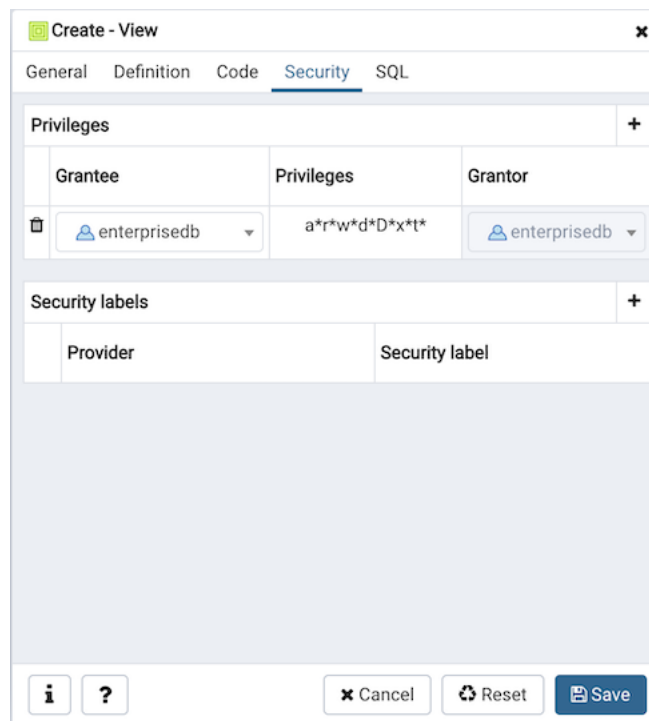 Create - View
General Definition Code Security SQL
Privileges
Grantee Privileges Grantor
enterprisedb a*r*w*d*D*x*t* enterprisedb
Security labels
Provider Security label
i ? Cancel Reset Save